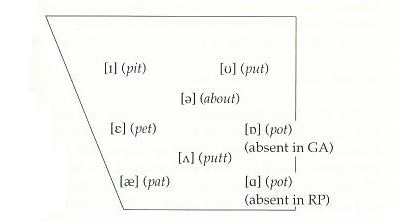 [ɪ] (pit) [ʊ] (put)
[ə] (about)
[ɛ] (pet) [ɒ] (pot)
(absent in GA)
[ʌ] (putt)
[æ] (pat) [ɑ] (pot)
(absent in RP)